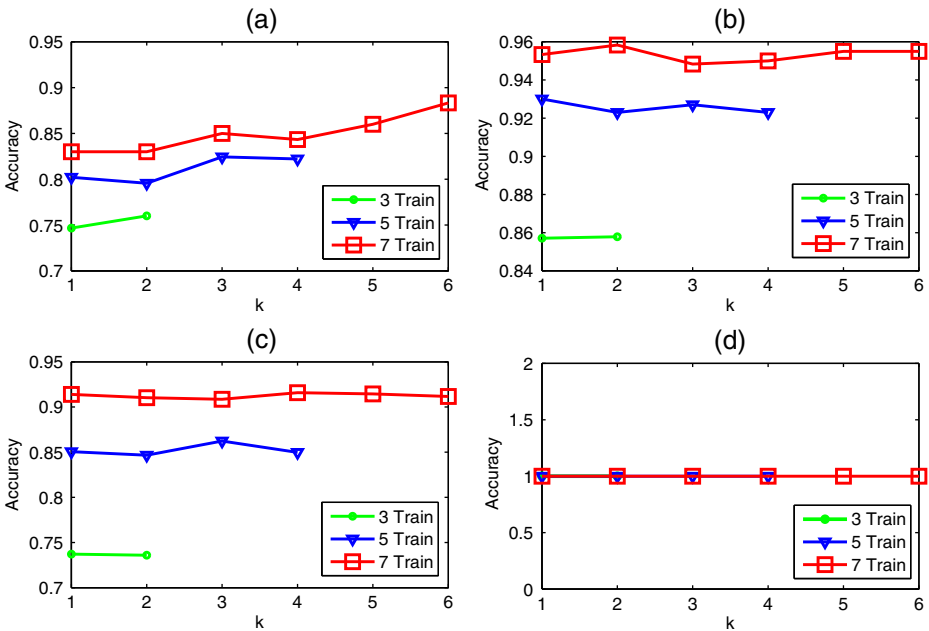 (a)
0.95
0.9
0.85
0.8
0.75
0.7
Accuracy
1 2 3 4 5 6
k
3 Train
5 Train
7 Train
(b)
0.96
0.94
0.92
0.9
0.88
0.86
0.84
Accuracy
1 2 3 4 5 6
k
3 Train
5 Train
7 Train
(c)
0.95
0.9
0.85
0.8
0.75
0.7
Accuracy
1 2 3 4 5 6
k
3 Train
5 Train
7 Train
(d)
2
1.5
1
0.5
0
Accuracy
1 2 3 4 5 6
k
3 Train
5 Train
7 Train